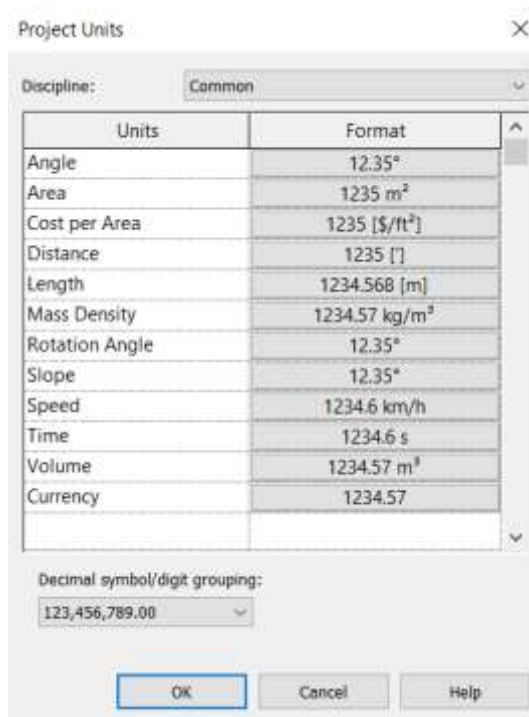 Project Units
Discipline: Common
Units Format
Angle 12.35°
Area 1235 m²
Cost per Area 1235 [$/ft²]
Distance 1235 [']
Length 1234.568 [m]
Mass Density 1234.57 kg/m³
Rotation Angle 12.35°
Slope 12.35°
Speed 1234.6 km/h
Time 1234.6 s
Volume 1234.57 m³
Currency 1234.57
Decimal symbol/digit grouping:
123,456,789.00
OK Cancel Help